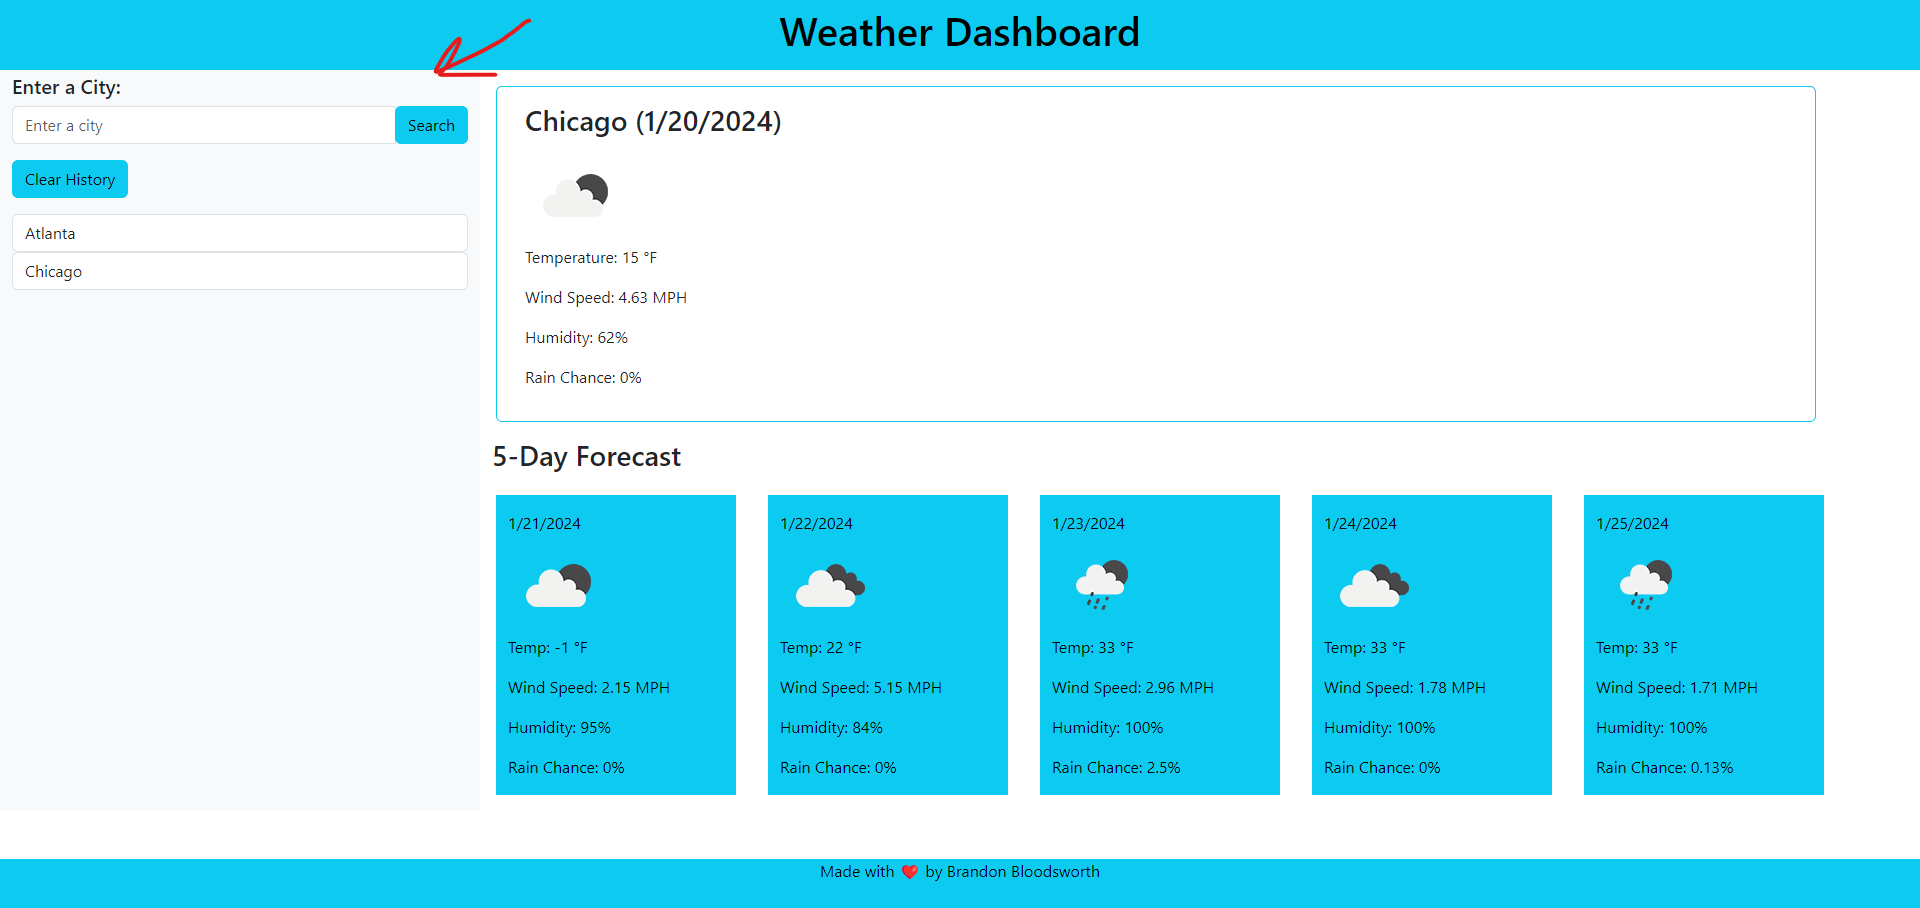 Weather Dashboard
Enter a City:
Enter a city
Search
Clear History
Atlanta
Chicago
Chicago (1/20/2024)
Temperature: 15 °F
Wind Speed: 4.63 MPH
Humidity: 62%
Rain Chance: 0%
5-Day Forecast
1/21/2024
Temp: -1 °F
Wind Speed: 2.15 MPH
Humidity: 95%
Rain Chance: 0%
1/22/2024
Temp: 22 °F
Wind Speed: 5.15 MPH
Humidity: 84%
Rain Chance: 0%
1/23/2024
Temp: 33 °F
Wind Speed: 2.96 MPH
Humidity: 100%
Rain Chance: 2.5%
1/24/2024
Temp: 33 °F
Wind Speed: 1.78 MPH
Humidity: 100%
Rain Chance: 0%
1/25/2024
Temp: 33 °F
Wind Speed: 1.71 MPH
Humidity: 100%
Rain Chance: 0.13%
Made with ❤️ by Brandon Bloodsworth